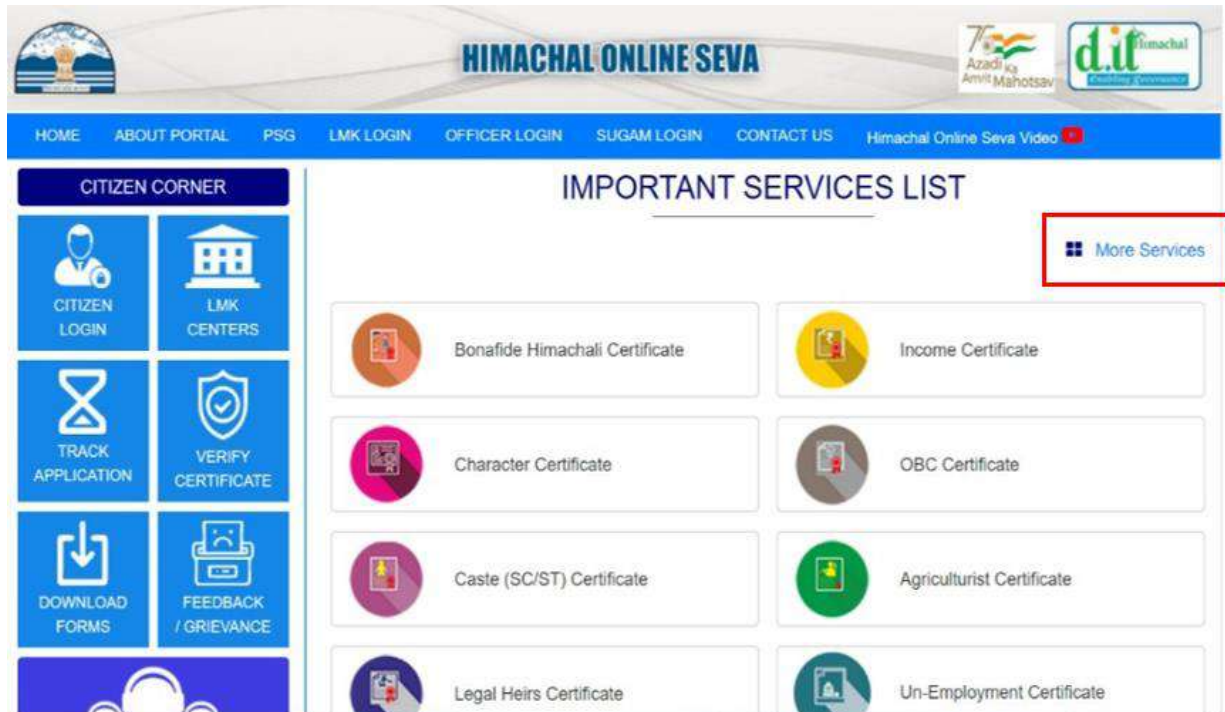 HIMACHAL ONLINE SEVA
75
Azadi Ka
Amrit Mahotsav
d.it Himachal
Enabling Governance
HOME ABOUT PORTAL PSG LMK LOGIN OFFICER LOGIN SUGAM LOGIN CONTACT US Himachal Online Seva Video
CITIZEN CORNER
CITIZEN
LOGIN
LMK
CENTERS
TRACK
APPLICATION
VERIFY
CERTIFICATE
DOWNLOAD
FORMS
FEEDBACK
/ GRIEVANCE
IMPORTANT SERVICES LIST
More Services
Bonafide Himachali Certificate
Income Certificate
Character Certificate
OBC Certificate
Caste (SC/ST) Certificate
Agriculturist Certificate
Legal Heirs Certificate
Un-Employment Certificate